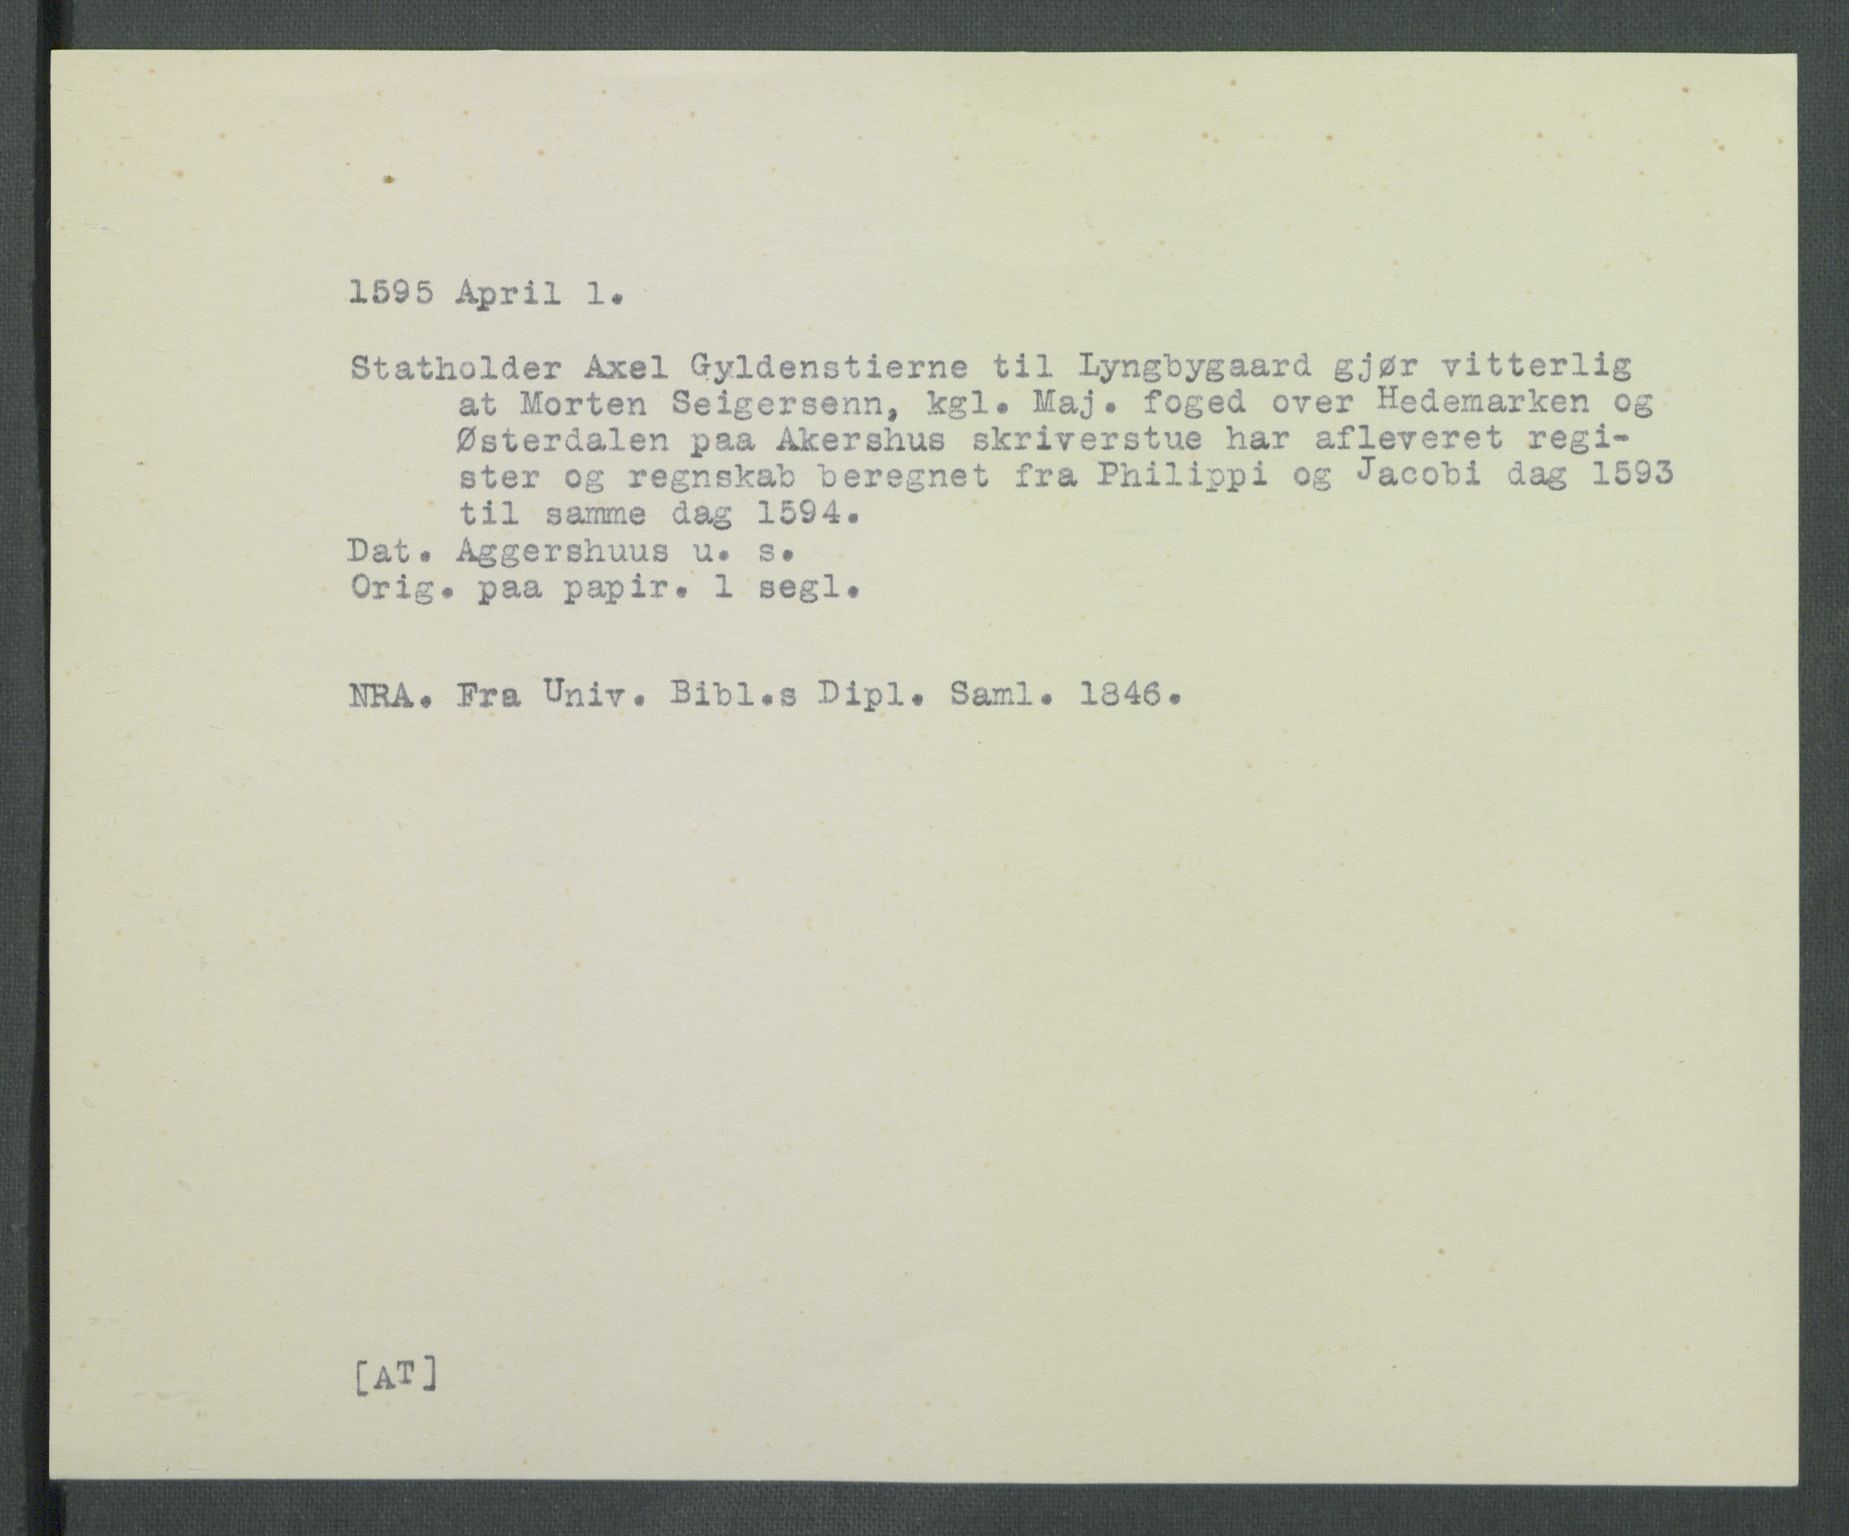 1595 April 1.
Statholder Axel Gyldenstierne til Lyngbygaard gjør vitterlig
at Morten Seigersenn, kgl. Maj. foged over Hedemarken og
Østerdalen paa Akershus skriverstue har afleveret regi-
ster og regnskab beregnet fra Philippi og Jacobi dag 1593
til samme dag 1594.
Dat. Aggershuus u. s.
Orig. paa papir. 1 segl.
NRA. Fra Univ. Bibl.s Dipl. Saml. 1846.
[AT]